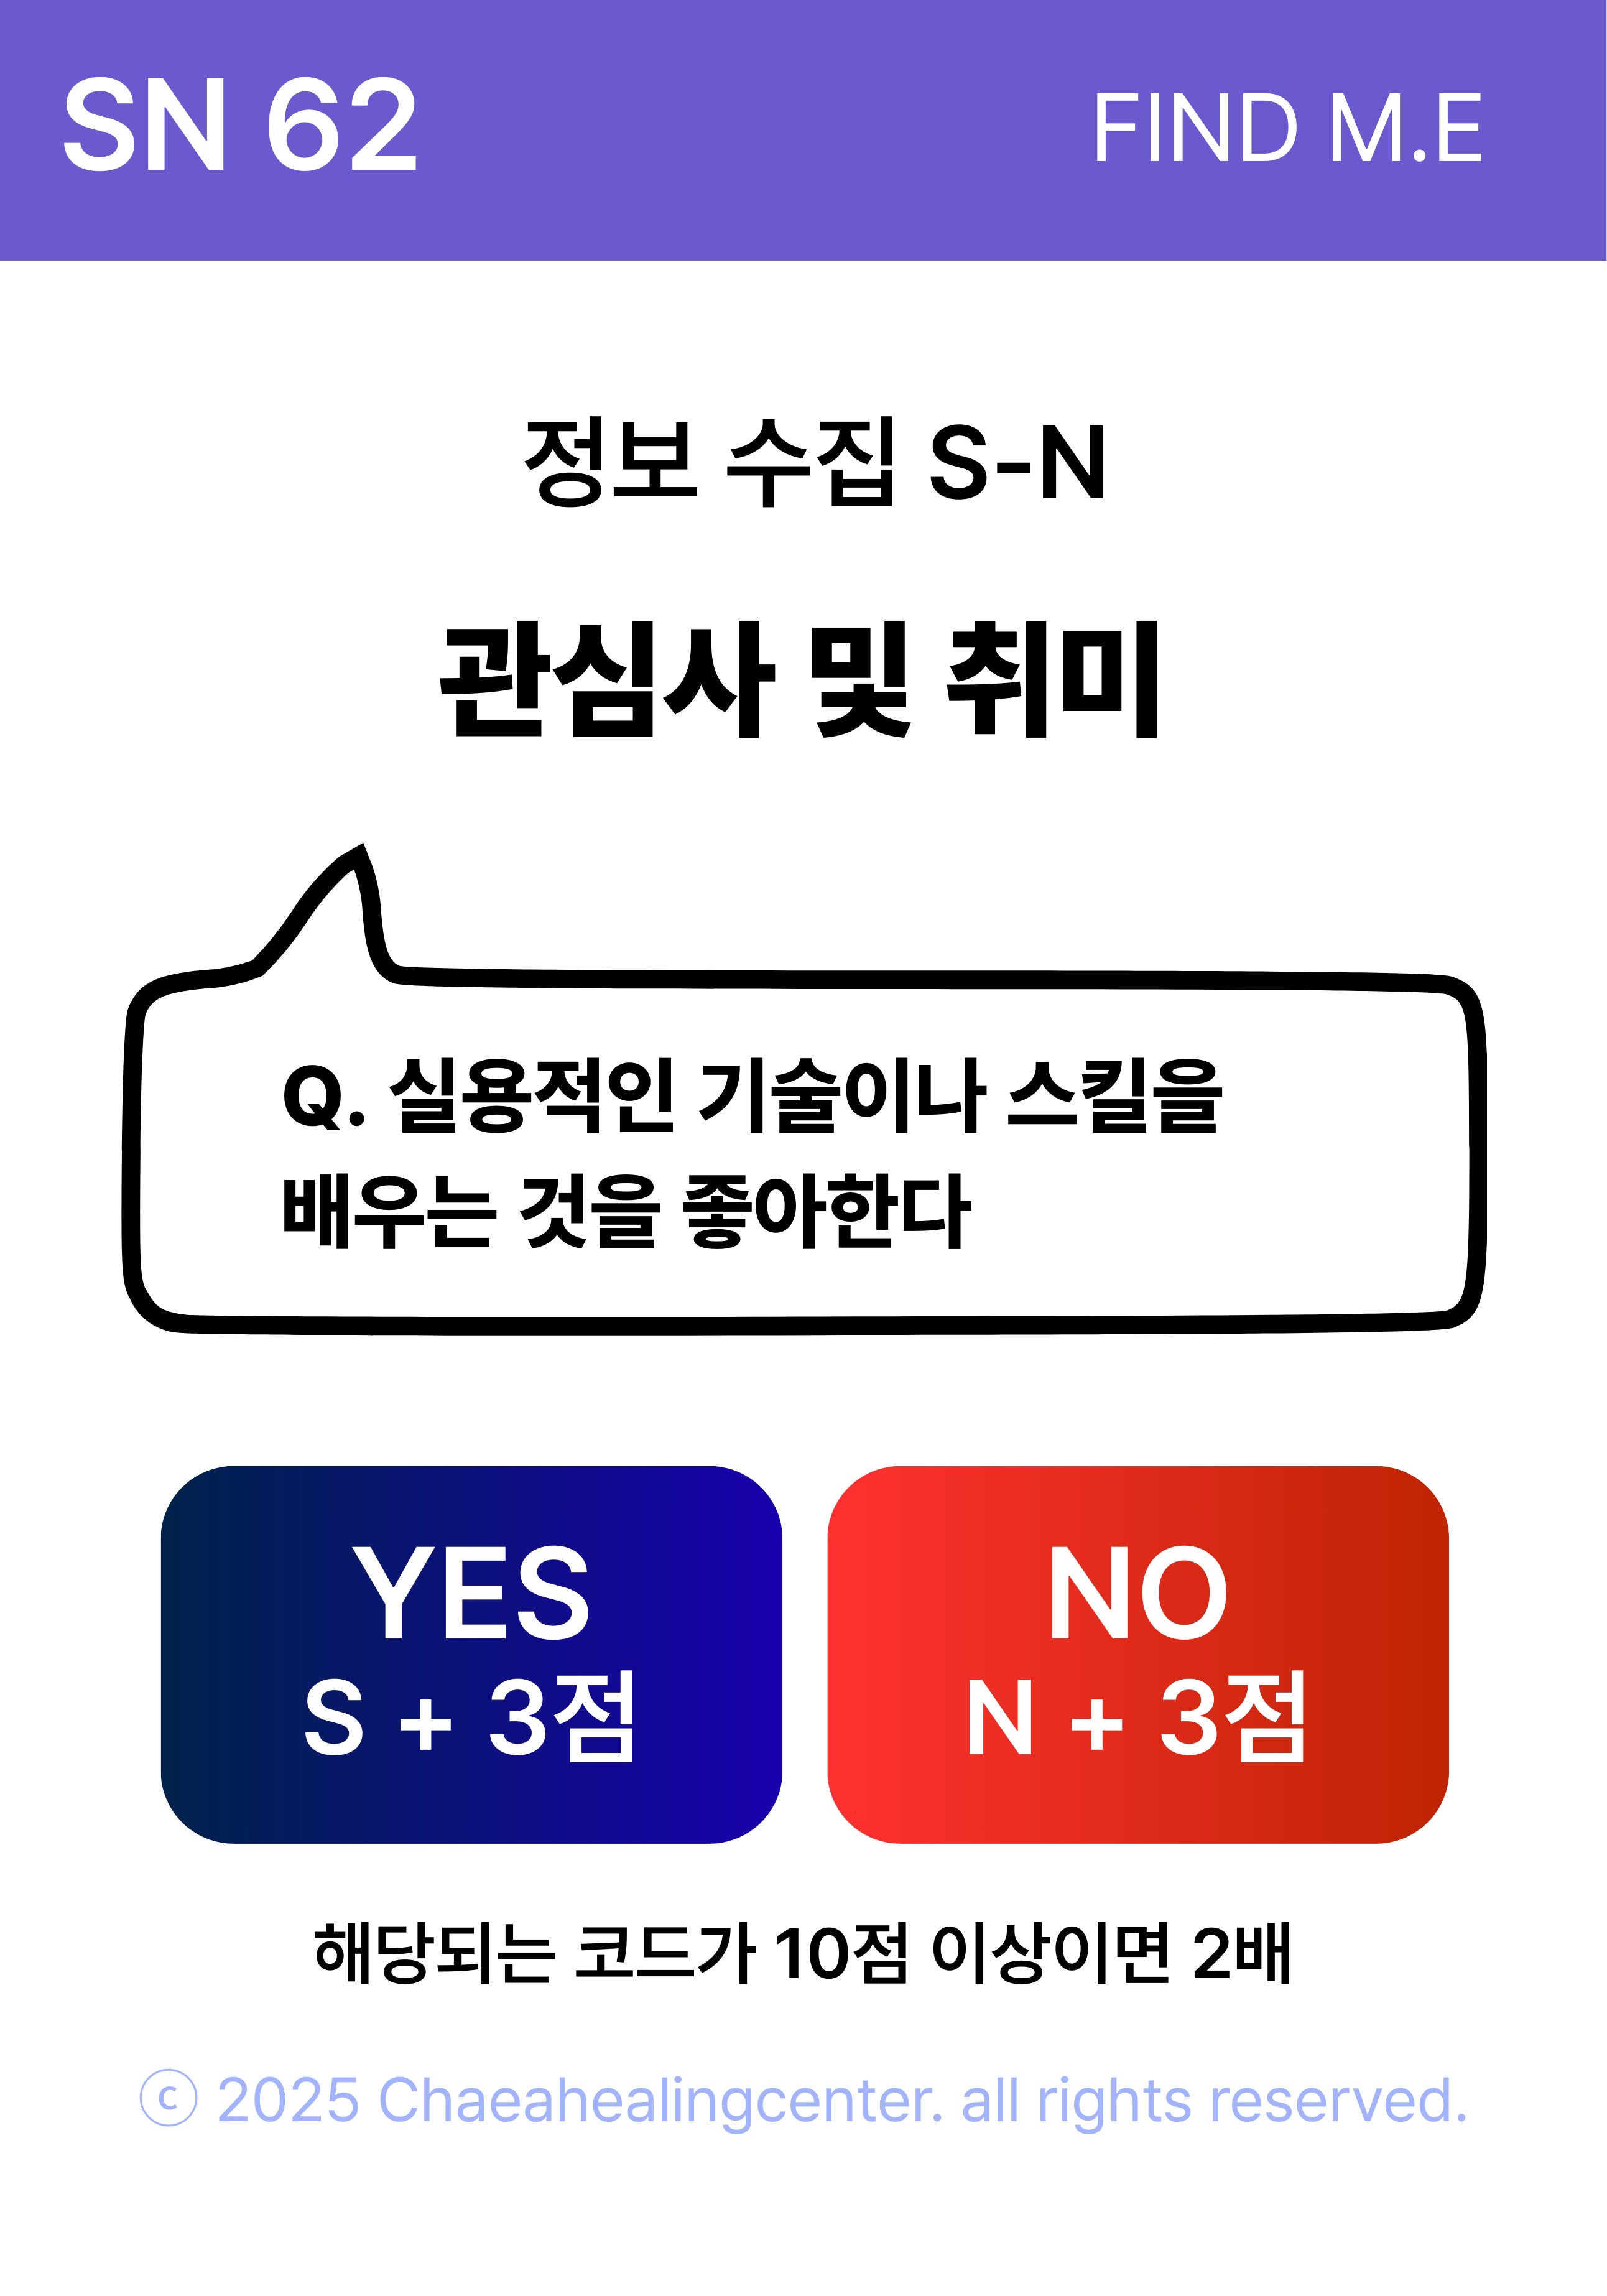 SN 62
FIND M.E
정보 수집 S-N
관심사 및 취미
Q. 실용적인 기술이나 스킬을
배우는 것을 좋아한다
YES
S + 3점
NO
N + 3점
해당되는 코드가 10점 이상이면 2배
ⓒ 2025 Chaeahealingcenter. all rights reserved.